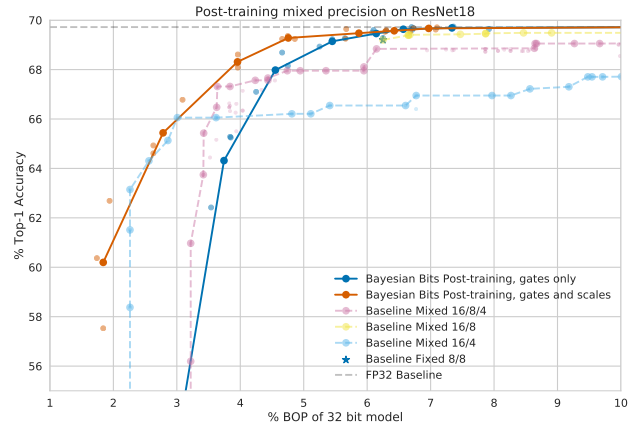 Post-training mixed precision on ResNet18
% Top-1 Accuracy
70
68
66
64
62
60
58
56
Bayesian Bits Post-training, gates only
Bayesian Bits Post-training, gates and scales
Baseline Mixed 16/8/4
Baseline Mixed 16/8
Baseline Mixed 16/4
Baseline Fixed 8/8
FP32 Baseline
1 2 3 4 5 6 7 8 9 10
% BOP of 32 bit model